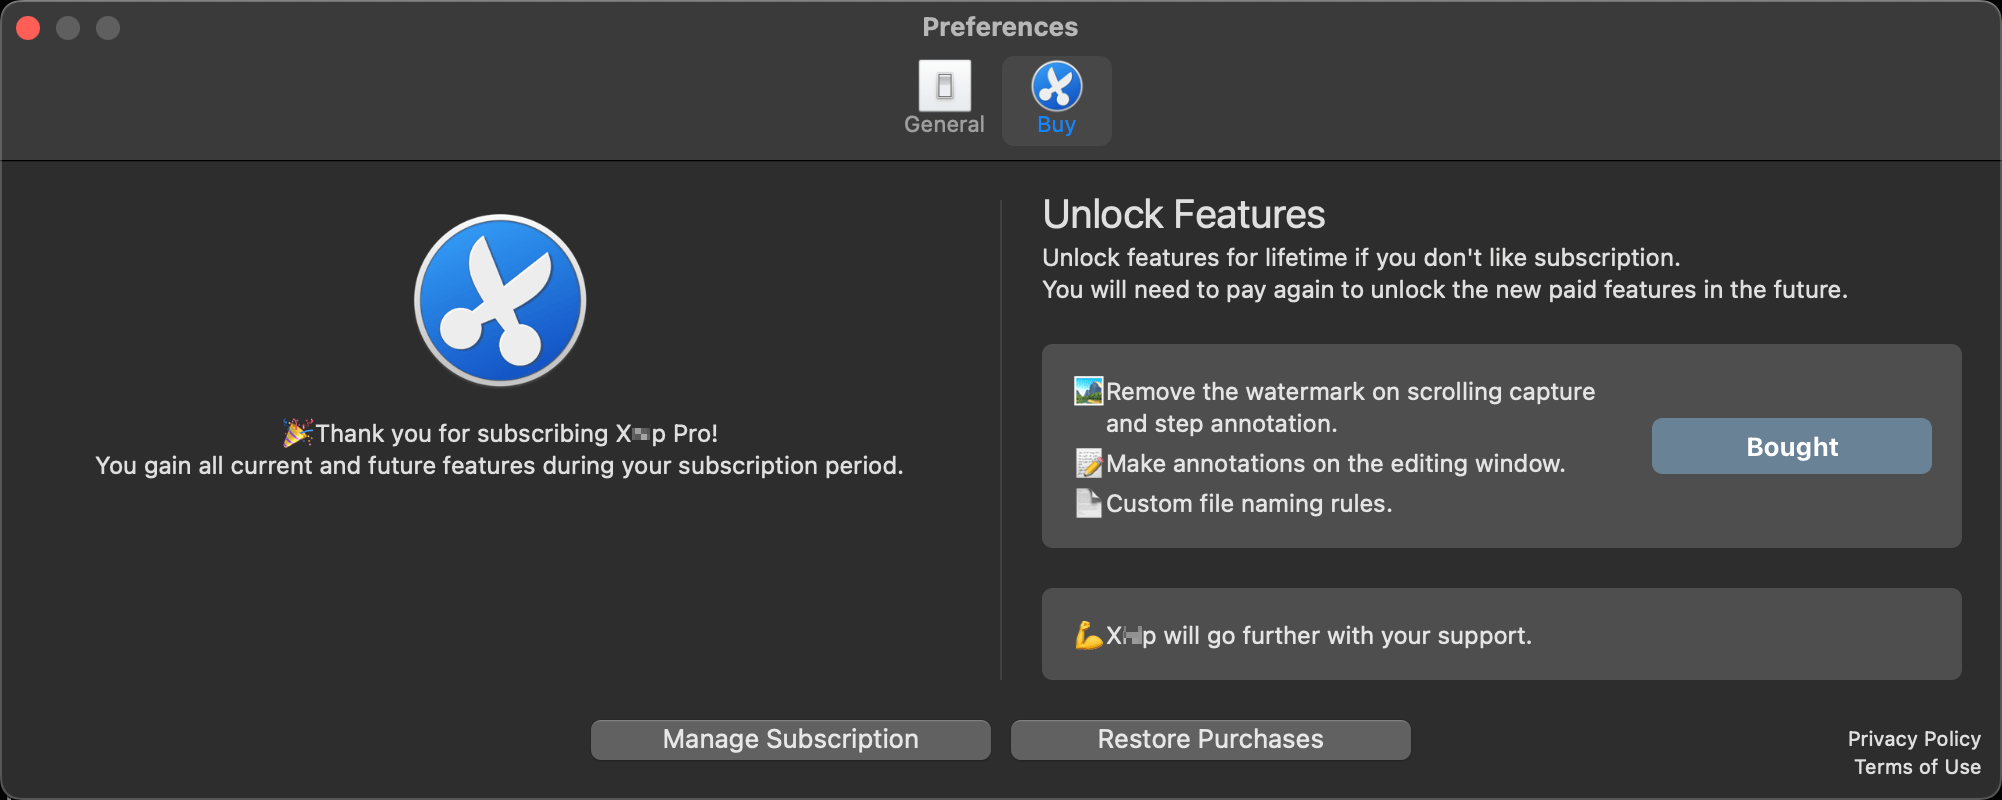 Preferences
General
Buy
🎉Thank you for subscribing Pro!
You gain all current and future features during your subscription period.
Unlock Features
Unlock features for lifetime if you don't like subscription.
You will need to pay again to unlock the new paid features in the future.
Remove the watermark on scrolling capture
and step annotation.
Make annotations on the editing window.
Custom file naming rules.
Bought
💪 will go further with your support.
Manage Subscription
Restore Purchases
Privacy Policy
Terms of Use